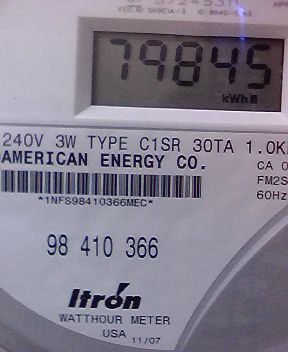 79845
kWh
240V 3W TYPE C1SR 30TA 1.0K
AMERICAN ENERGY CO.
CA 0
FM2S
60Hz
*1NFS98410366MEC*
98 410 366
Itron
WATTHOUR METER
USA 11/07